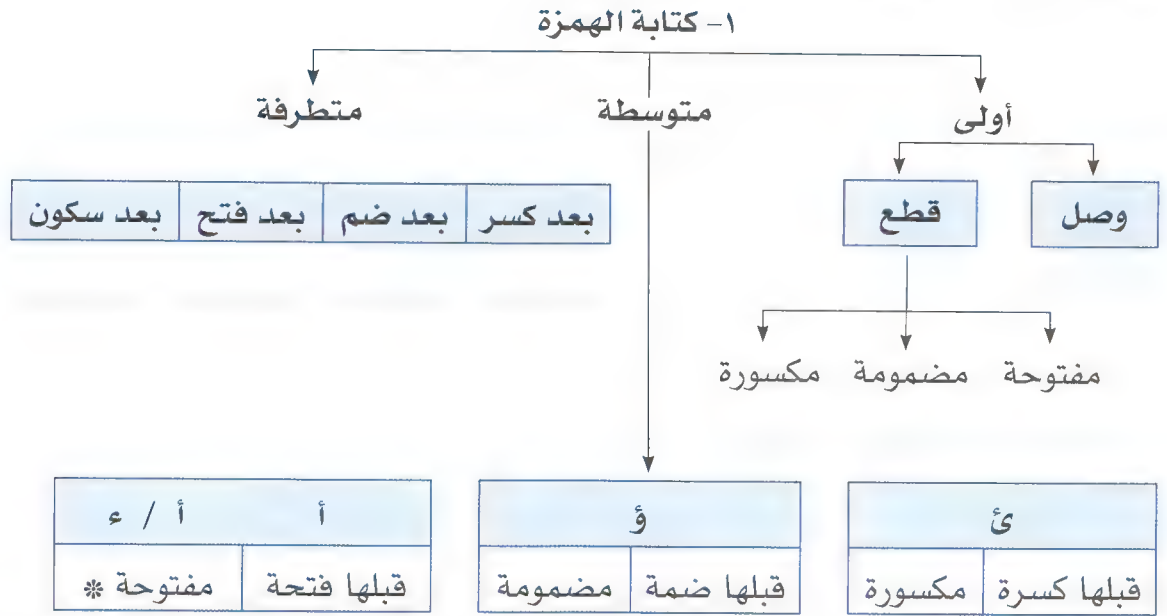 ١- كتابة الهمزة
أولى متوسطة متطرفة
وصل قطع
بعد كسر بعد ضم بعد فتح بعد سكون
مفتوحة مضمومة مكسورة
ئ ؤ أ أ / ء
قبلها كسرة مكسورة قبلها ضمة مضمومة قبلها فتحة مفتوحة *